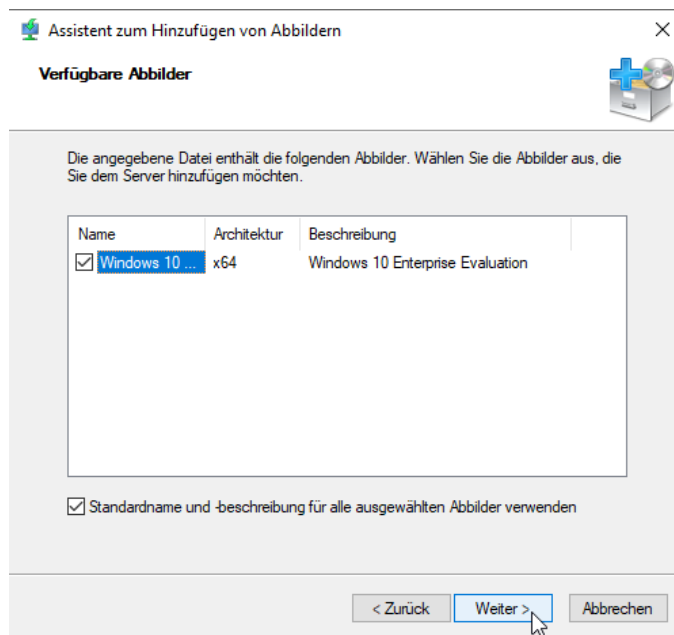 Assistent zum Hinzufügen von Abbildern
Verfügbare Abbilder
Die angegebene Datei enthält die folgenden Abbilder. Wählen Sie die Abbilder aus, die
Sie dem Server hinzufügen möchten.
Name Architektur Beschreibung
Windows 10 ... x64 Windows 10 Enterprise Evaluation
Standardname und -beschreibung für alle ausgewählten Abbilder verwenden
< Zurück Weiter > Abbrechen